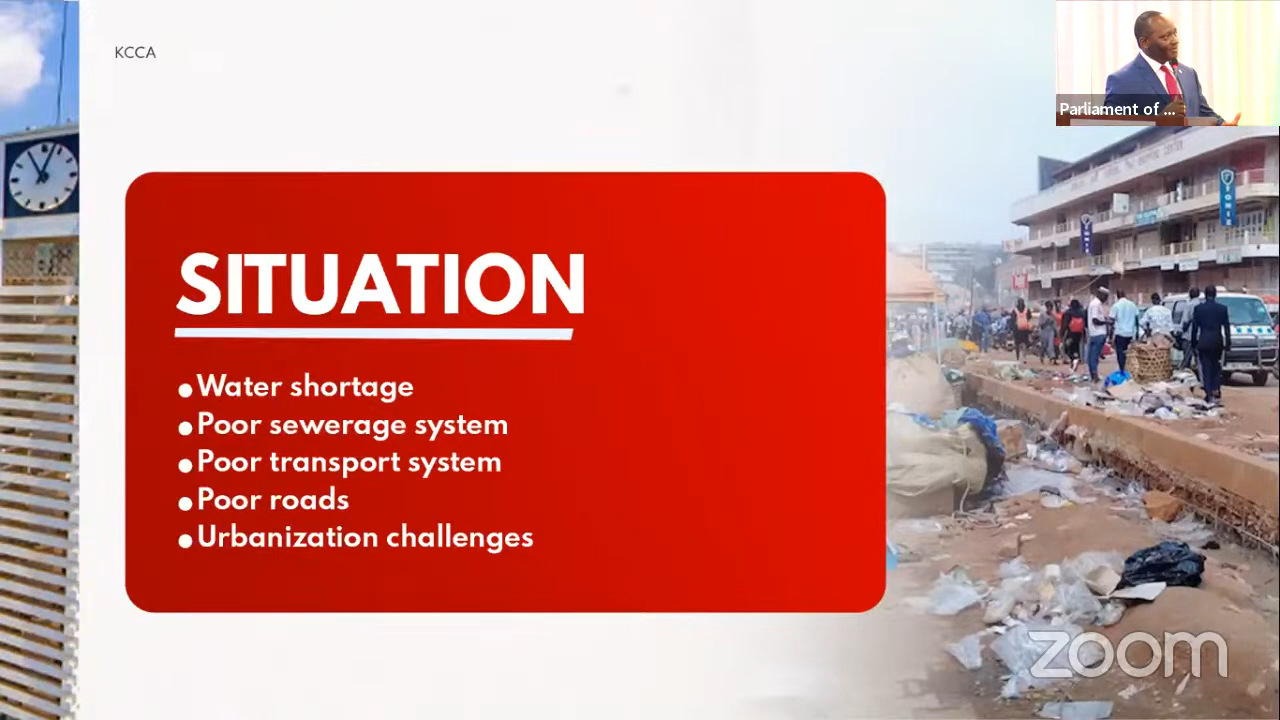 KCCA
Parliament of ...
SITUATION
Water shortage
Poor sewerage system
Poor transport system
Poor roads
Urbanization challenges
zoom